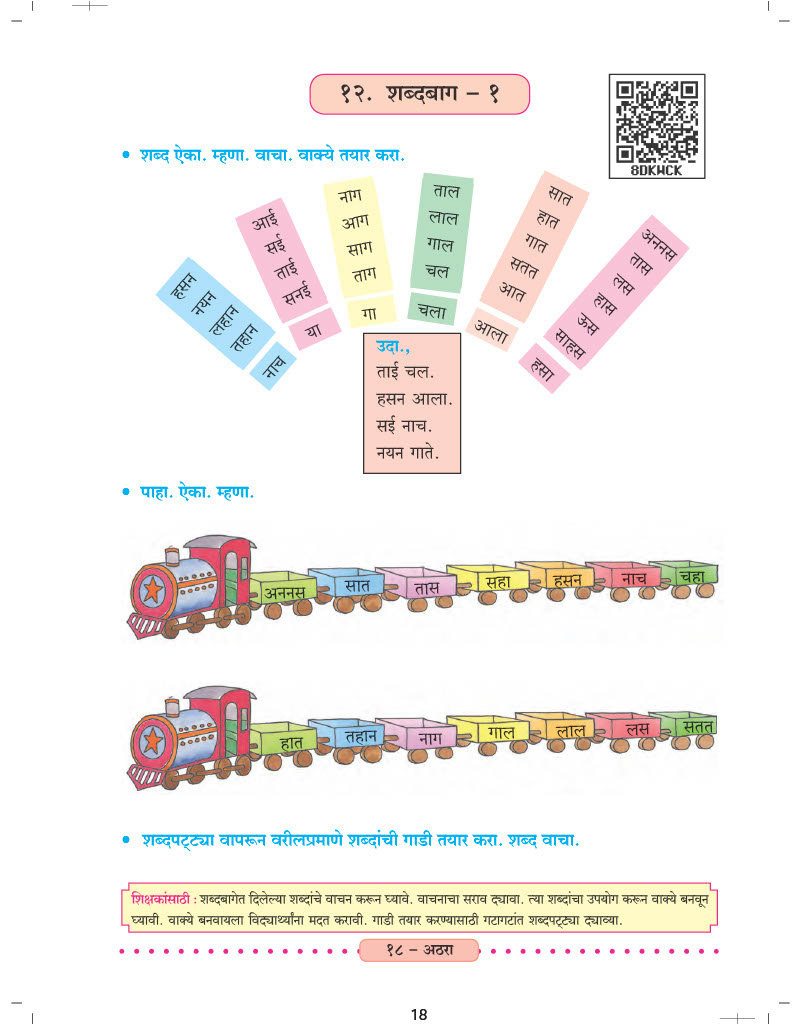 १२. शब्दबाग – १
8DKWCK
• शब्द ऐका. म्हणा. वाचा. वाक्ये तयार करा.
हसन
नयन
लहान
तहान
नाच
आई
सई
ताई
सनई
या
नाग
आग
साग
ताग
गा
ताल
लाल
गाल
चल
चला
सात
हात
गात
सतत
आत
आला
अननस
तास
लस
हास
ऊस
साहस
हसा
उदा.,
ताई चल.
हसन आला.
सई नाच.
नयन गाते.
• पाहा. ऐका. म्हणा.
अननस सात तास सहा हसन नाच चहा
हात तहान नाग गाल लाल लस सतत
• शब्दपट्ट्या वापरून वरीलप्रमाणे शब्दांची गाडी तयार करा. शब्द वाचा.
शिक्षकांसाठी : शब्दबागेत दिलेल्या शब्दांचे वाचन करून घ्यावे. वाचनाचा सराव द्यावा. त्या शब्दांचा उपयोग करून वाक्ये बनवून
घ्यावी. वाक्ये बनवायला विद्यार्थ्यांना मदत करावी. गाडी तयार करण्यासाठी गटागटांत शब्दपट्ट्या द्याव्या.
१८ – अठरा
18